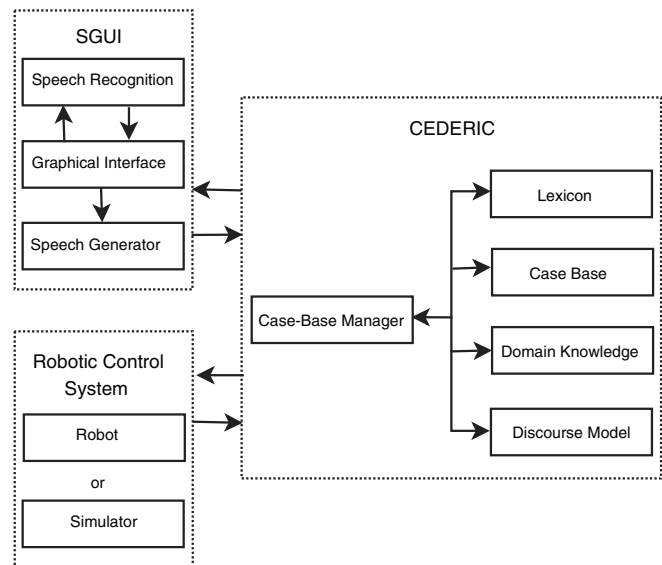 SGUI
Speech Recognition
Graphical Interface
Speech Generator
Robotic Control
System
Robot
or
Simulator
CEDERIC
Case-Base Manager
Lexicon
Case Base
Domain Knowledge
Discourse Model